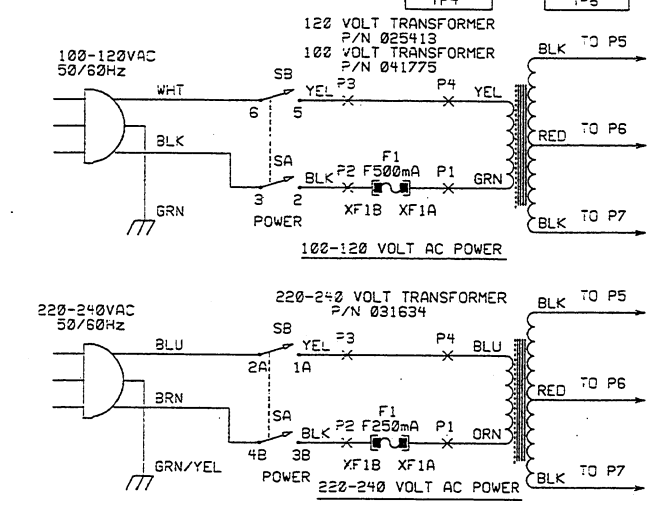 120 VOLT TRANSFORMER
P/N 025413
100 VOLT TRANSFORMER
P/N 041775
100-120VAC
50/60Hz
BLK TO P5
SB
WHT
YEL P3 P4 YEL
6 5
RED TO P6
BLK
SA
F1
BLK P2 F500mA P1 GRN
3 2
GRN
POWER
XF1B XF1A
BLK TO P7
100-120 VOLT AC POWER
220-240 VOLT TRANSFORMER
P/N 031634
220-240VAC
50/60Hz
BLK TO P5
SB
BLU
YEL P3 P4 BLU
2A 1A
RED TO P6
BRN
SA
F1
BLK P2 F250mA P1 ORN
4B 3B
GRN/YEL
POWER
XF1B XF1A
BLK TO P7
220-240 VOLT AC POWER